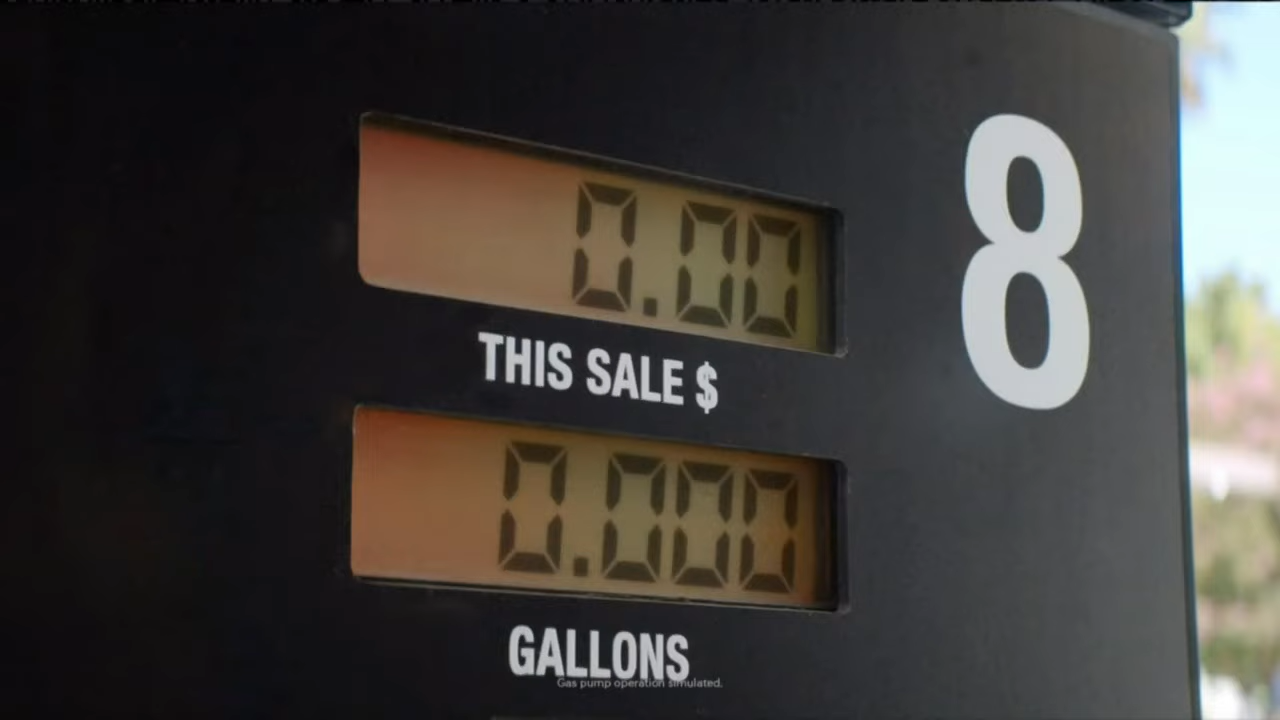 0.00
8
THIS SALE $
0.000
GALLONS
Gas pump operation simulated.